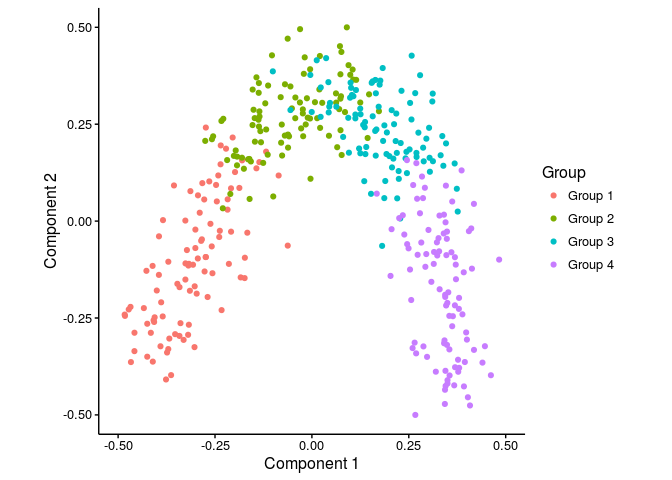 0.50
0.25
0.00
-0.25
-0.50
Component 2
-0.50 -0.25 0.00 0.25 0.50
Component 1
Group
Group 1
Group 2
Group 3
Group 4